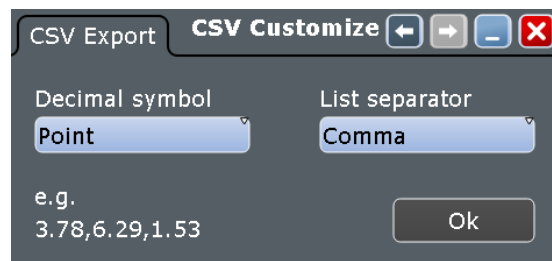 CSV Export CSV Customize
Decimal symbol List separator
Point Comma
e.g.
3.78,6.29,1.53
Ok